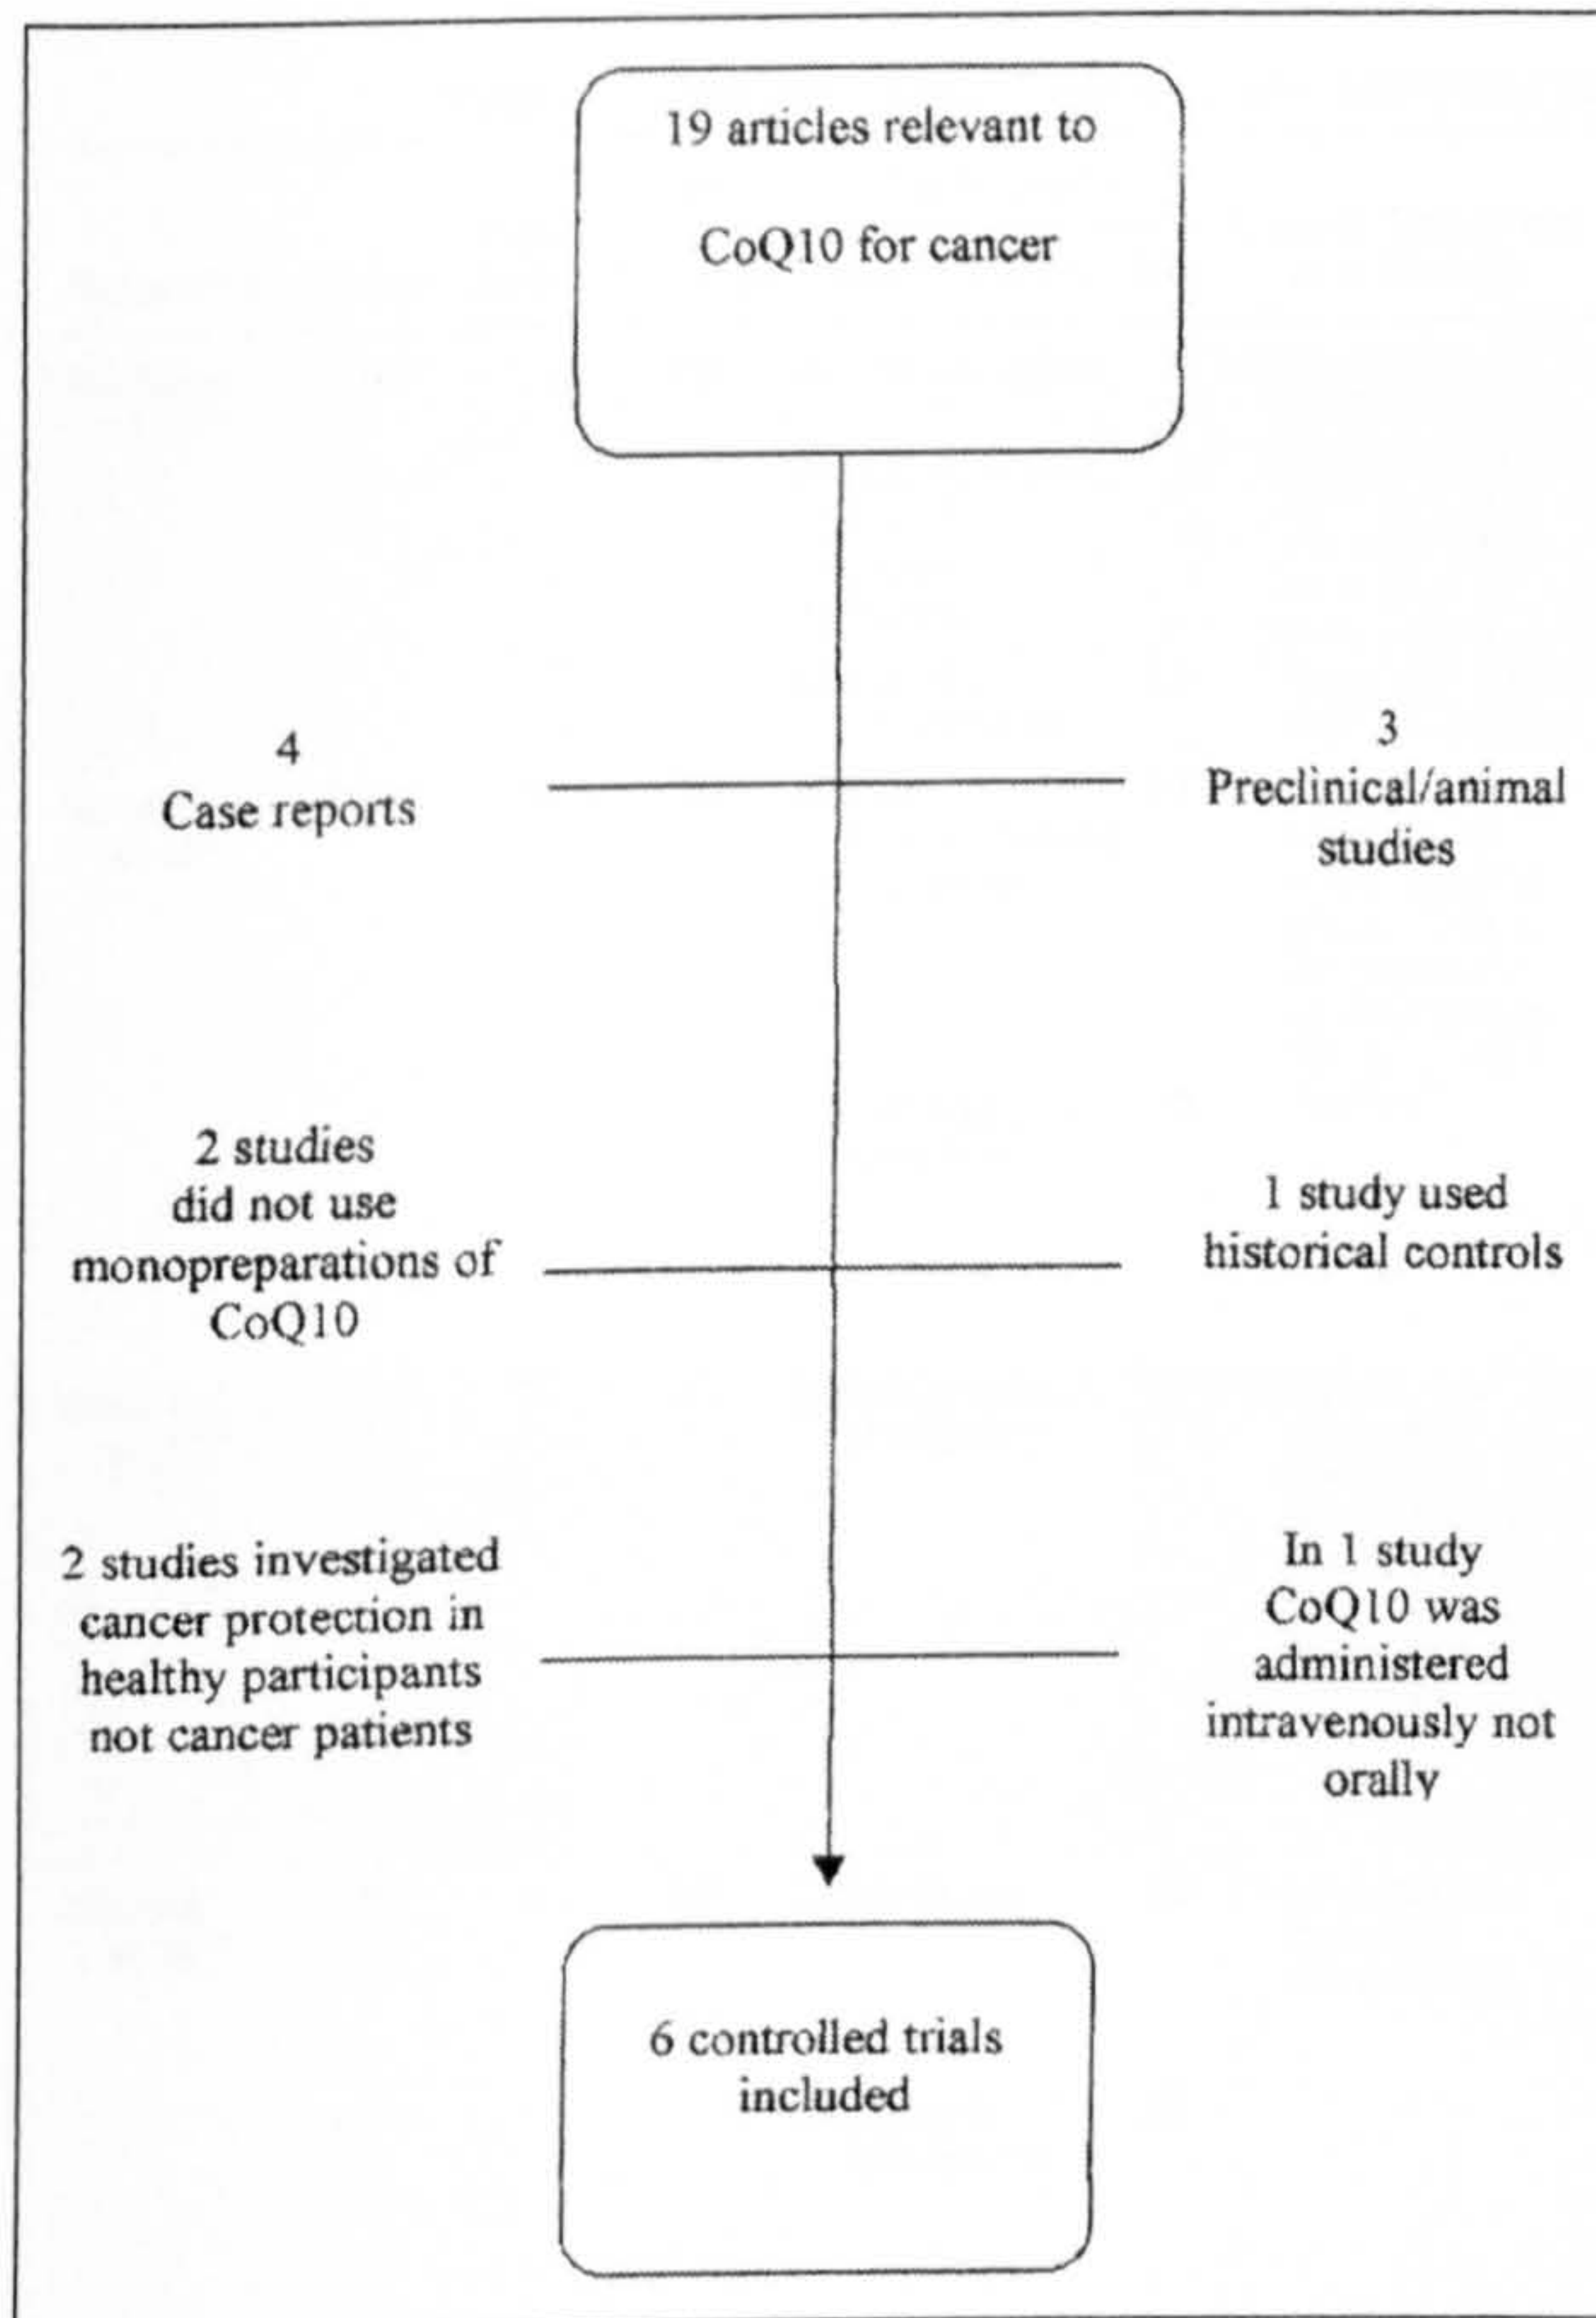 19 articles relevant to
CoQ10 for cancer
4
Case reports
3
Preclinical/animal
studies
2 studies
did not use
monopreparations of
CoQ10
1 study used
historical controls
2 studies investigated
cancer protection in
healthy participants
not cancer patients
In 1 study
CoQ10 was
administered
intravenously not
orally
6 controlled trials
included